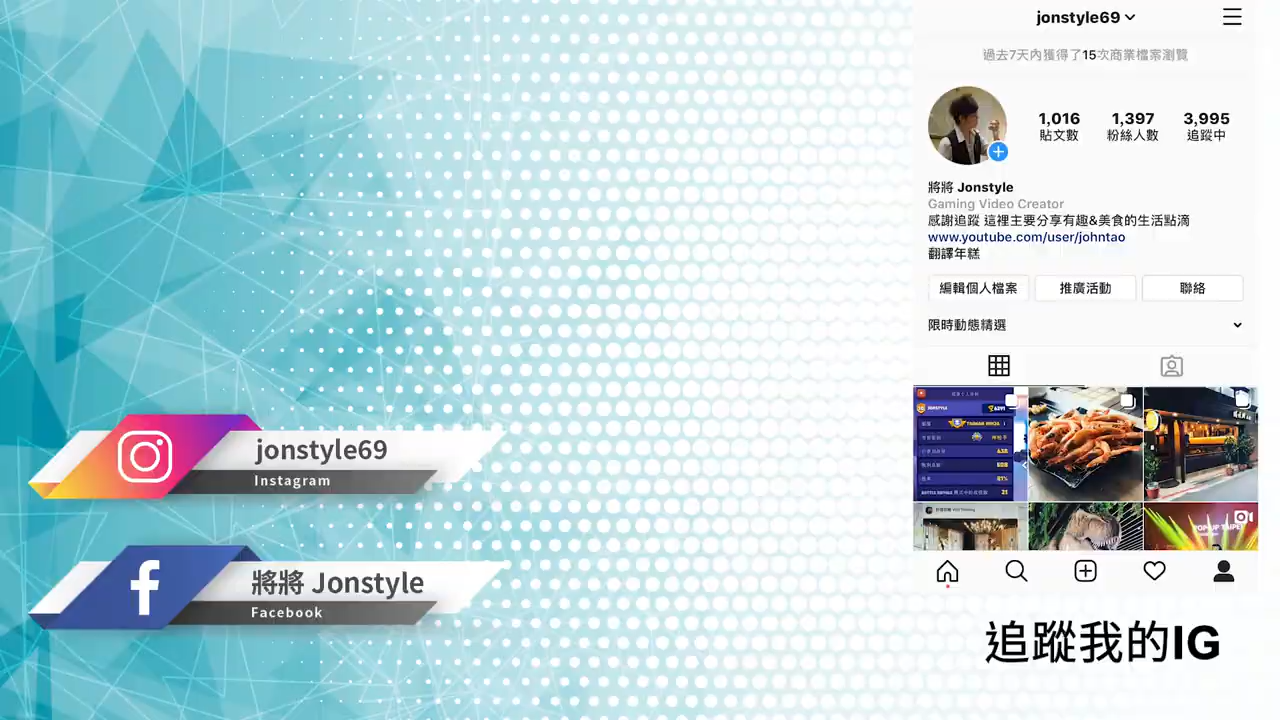 jonstyle69
過去7天內獲得了15次商業檔案瀏覽
1,016 1,397 3,995
貼文數 粉絲人數 追蹤中
將將 Jonstyle
Gaming Video Creator
感謝追蹤 這裡主要分享有趣&美食的生活點滴
www.youtube.com/user/johntao
翻譯年糕
編輯個人檔案 推廣活動 聯絡
限時動態精選
jonstyle69
Instagram
將將 Jonstyle
Facebook
追蹤我的IG